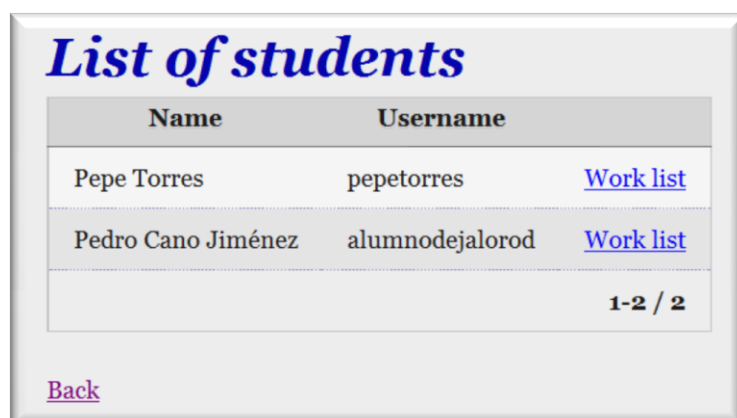 List of students
Name Username
Pepe Torres pepetorres Work list
Pedro Cano Jiménez alumnodejalorod Work list
1-2 / 2
Back